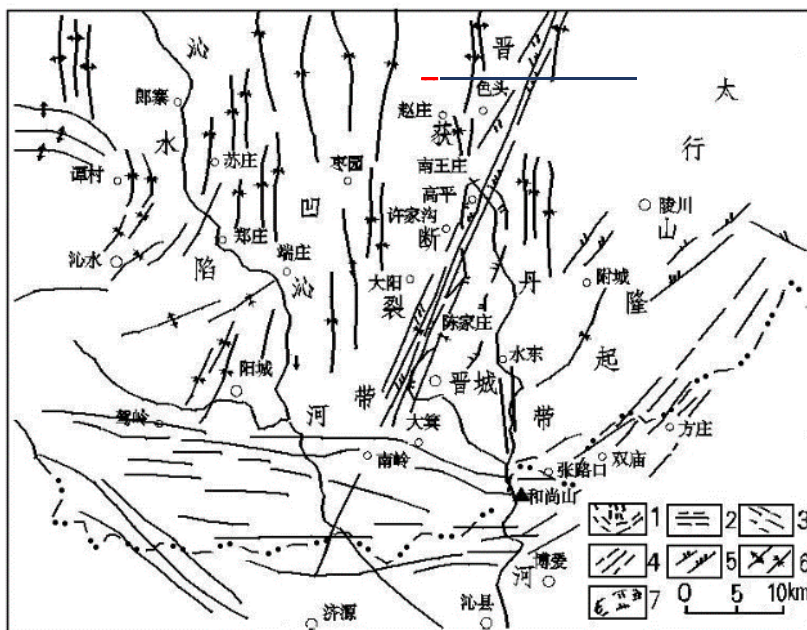 沁水凹陷
晋获断裂带
太行山隆起带
沁河
丹河
郎寨
赵庄
色头
谭村
苏庄
枣园
南王庄
高平
许家沟
陵川
郑庄
沁水
端庄
大阳
附城
陈家庄
水东
阳城
晋城
驾岭
大箕
南岭
方庄
双庙
张路口
和尚山
博爱
济源
沁县
1
2
3
4
5
6
7
0 5 10km